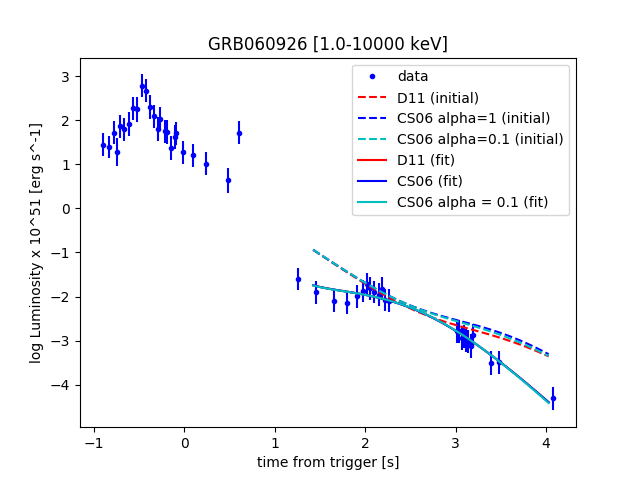 GRB060926 [1.0-10000 keV]
log Luminosity x 10^51 [erg s^-1]
3
2
1
0
−1
−2
−3
−4
data
D11 (initial)
CS06 alpha=1 (initial)
CS06 alpha=0.1 (initial)
D11 (fit)
CS06 (fit)
CS06 alpha = 0.1 (fit)
−1 0 1 2 3 4
time from trigger [s]